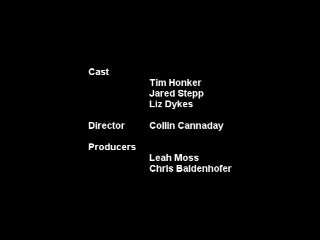 Cast
Tim Honker
Jared Stepp
Liz Dykes
Director Collin Cannaday
Producers
Leah Moss
Chris Baldenhofer